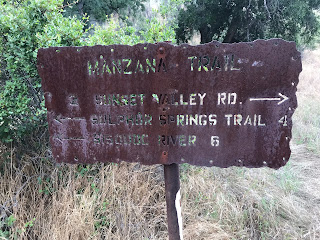 MANZANA TRAIL
SUNSET VALLEY RD. →
← SULPHUR SPRINGS TRAIL 4
← SISQUOC RIVER 6